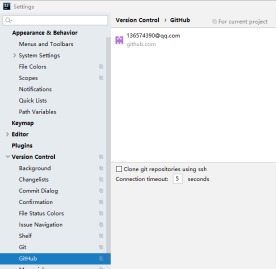 Settings
Appearance & Behavior
Menus and Toolbars
System Settings
File Colors
Scopes
Notifications
Quick Lists
Path Variables
Keymap
Editor
Plugins
Version Control
Background
Changelists
Commit Dialog
Confirmation
File Status Colors
Issue Navigation
Shelf
Git
GitHub
Version Control › GitHub
For current project
136574390@qq.com
github.com
Clone git repositories using ssh
Connection timeout: 5 seconds